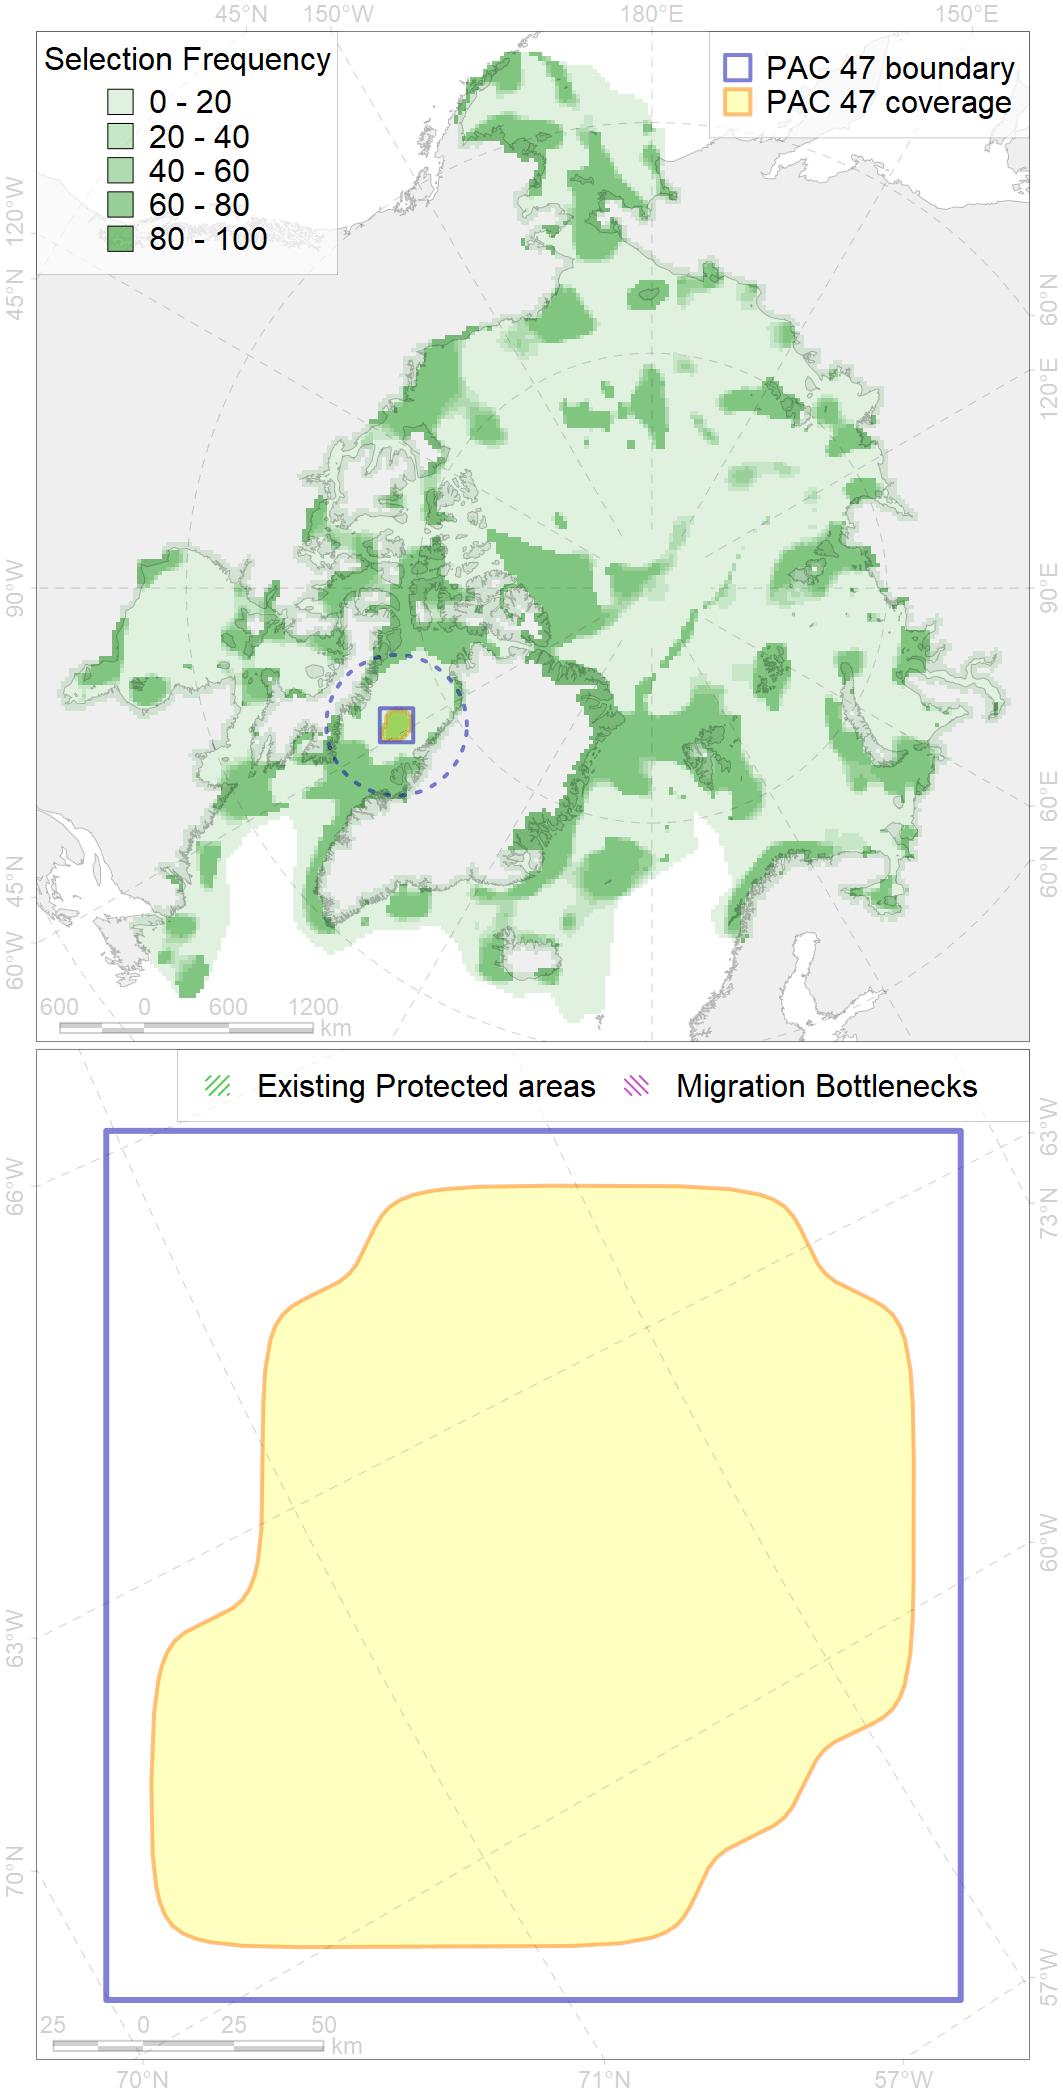 45°N 150°W 180°E 150°E
Selection Frequency
0 - 20
20 - 40
40 - 60
60 - 80
80 - 100
PAC 47 boundary
PAC 47 coverage
120°W
45°N
90°W
45°N
60°W
60°N
120°E
90°E
60°E
60°N
600 0 600 1200
km
Existing Protected areas Migration Bottlenecks
66°W
63°W
70°N
63°W
73°N
60°W
57°W
25 0 25 50
km
70°N 71°N 57°W